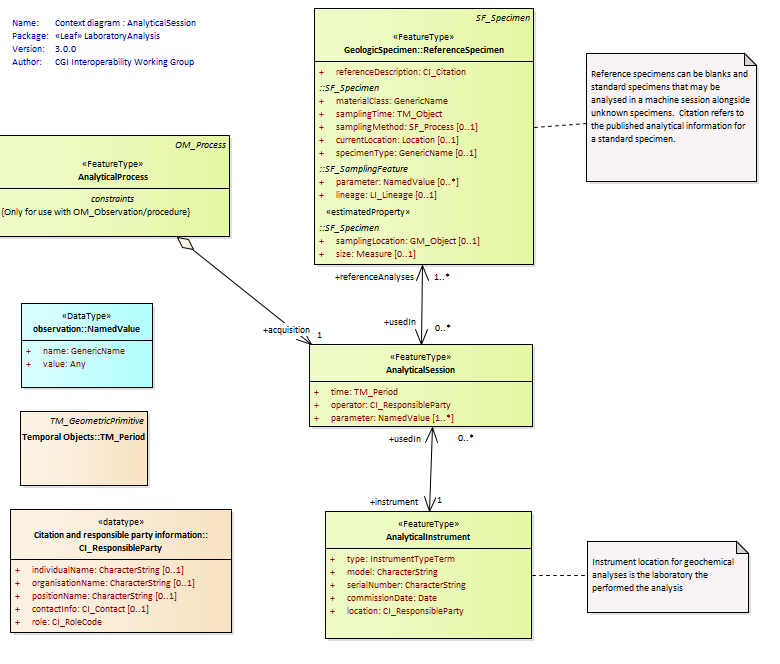 Name: Context diagram : AnalyticalSession
Package: «Leaf» LaboratoryAnalysis
Version: 3.0.0
Author: CGI Interoperability Working Group
SF_Specimen
«FeatureType»
GeologicSpecimen::ReferenceSpecimen
+ referenceDescription: CI_Citation
::SF_Specimen
+ materialClass: GenericName
+ samplingTime: TM_Object
+ samplingMethod: SF_Process [0..1]
+ currentLocation: Location [0..1]
+ specimenType: GenericName [0..1]
::SF_SamplingFeature
+ parameter: NamedValue [0..*]
+ lineage: LI_Lineage [0..1]
«estimatedProperty»
::SF_Specimen
+ samplingLocation: GM_Object [0..1]
+ size: Measure [0..1]
Reference specimens can be blanks and
standard specimens that may be
analysed in a machine session alongside
unknown specimens. Citation refers to
the published analytical information for
a standard specimen.
OM_Process
«FeatureType»
AnalyticalProcess
constraints
{Only for use with OM_Observation/procedure}
+referenceAnalyses 1..*
+usedIn 0..*
+acquisition 1
«DataType»
observation::NamedValue
+ name: GenericName
+ value: Any
«FeatureType»
AnalyticalSession
+ time: TM_Period
+ operator: CI_ResponsibleParty
+ parameter: NamedValue [1..*]
+usedIn 0..*
+instrument 1
TM_GeometricPrimitive
Temporal Objects::TM_Period
«datatype»
Citation and responsible party information::
CI_ResponsibleParty
+ individualName: CharacterString [0..1]
+ organisationName: CharacterString [0..1]
+ positionName: CharacterString [0..1]
+ contactInfo: CI_Contact [0..1]
+ role: CI_RoleCode
«FeatureType»
AnalyticalInstrument
+ type: InstrumentTypeTerm
+ model: CharacterString
+ serialNumber: CharacterString
+ commissionDate: Date
+ location: CI_ResponsibleParty
Instrument location for geochemical
analyses is the laboratory the
performed the analysis